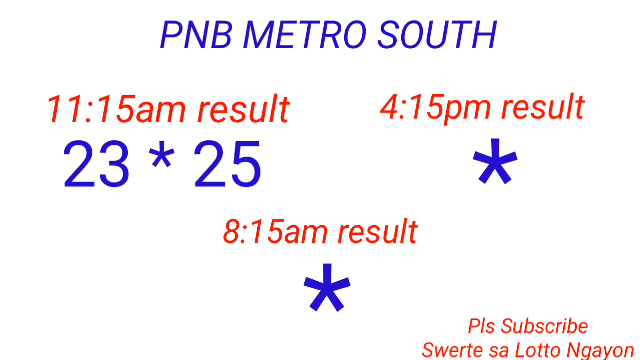 PNB METRO SOUTH
11:15am result
23 * 25
4:15pm result
*
8:15am result
*
Pls Subscribe
Swerte sa Lotto Ngayon